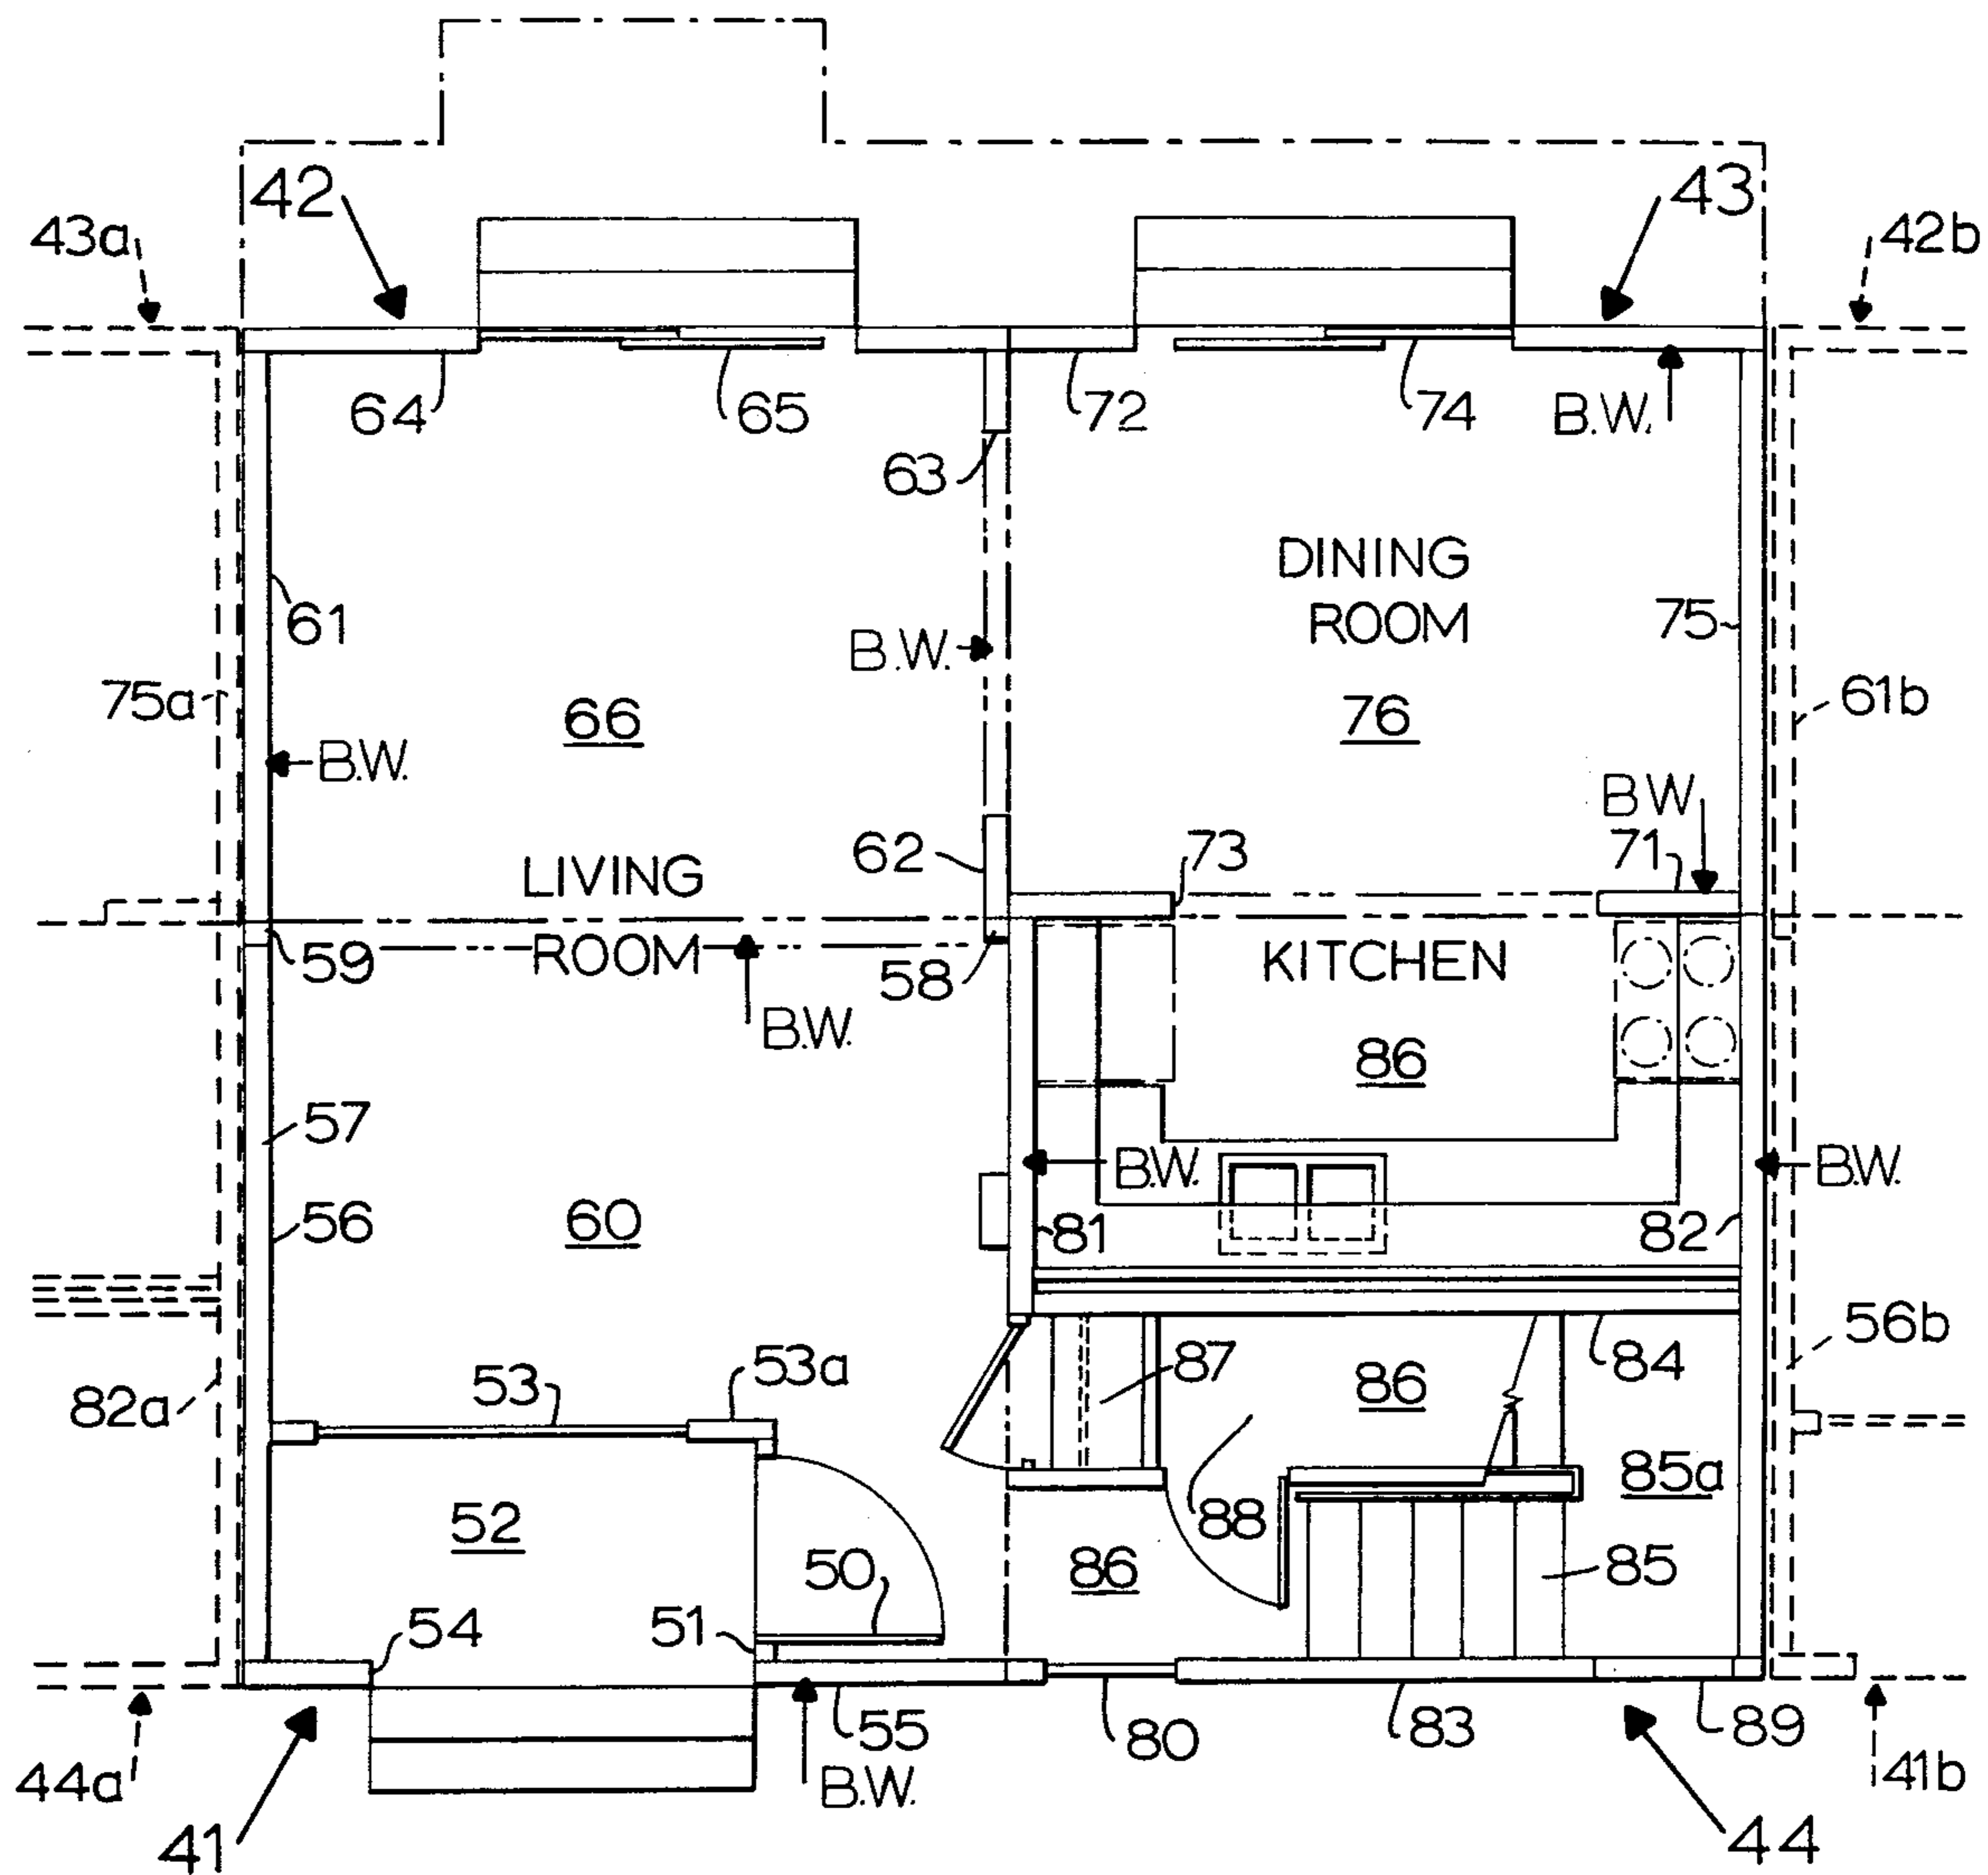 42
43
43a
42b
64
65
72
74
B.W.
63
DINING
ROOM
61
B.W.
75
75a
66
76
61b
B.W.
BW
62
73
71
LIVING
ROOM
59
58
KITCHEN
B.W.
86
57
B.W.
B.W.
56
60
81
82
53
53a
87
86
84
56b
82a
85a
52
50
88
86
85
54
51
44a
55
80
83
89
41b
B.W.
41
44